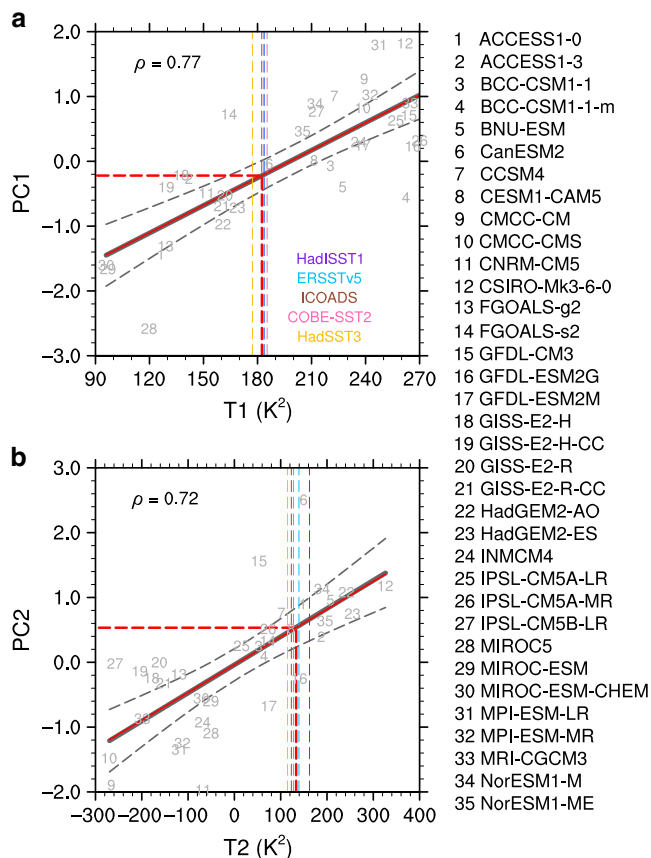 a
ρ = 0.77
PC1
2.0
1.0
0.0
-1.0
-2.0
-3.0
HadISST1
ERSSTv5
ICOADS
COBE-SST2
HadSST3
90 120 150 180 210 240 270
T1 (K²)
b
ρ = 0.72
PC2
3.0
2.0
1.0
0.0
-1.0
-2.0
-300 -200 -100 0 100 200 300 400
T2 (K²)
1 ACCESS1-0
2 ACCESS1-3
3 BCC-CSM1-1
4 BCC-CSM1-1-m
5 BNU-ESM
6 CanESM2
7 CCSM4
8 CESM1-CAM5
9 CMCC-CM
10 CMCC-CMS
11 CNRM-CM5
12 CSIRO-Mk3-6-0
13 FGOALS-g2
14 FGOALS-s2
15 GFDL-CM3
16 GFDL-ESM2G
17 GFDL-ESM2M
18 GISS-E2-H
19 GISS-E2-H-CC
20 GISS-E2-R
21 GISS-E2-R-CC
22 HadGEM2-AO
23 HadGEM2-ES
24 INMCM4
25 IPSL-CM5A-LR
26 IPSL-CM5A-MR
27 IPSL-CM5B-LR
28 MIROC5
29 MIROC-ESM
30 MIROC-ESM-CHEM
31 MPI-ESM-LR
32 MPI-ESM-MR
33 MRI-CGCM3
34 NorESM1-M
35 NorESM1-ME